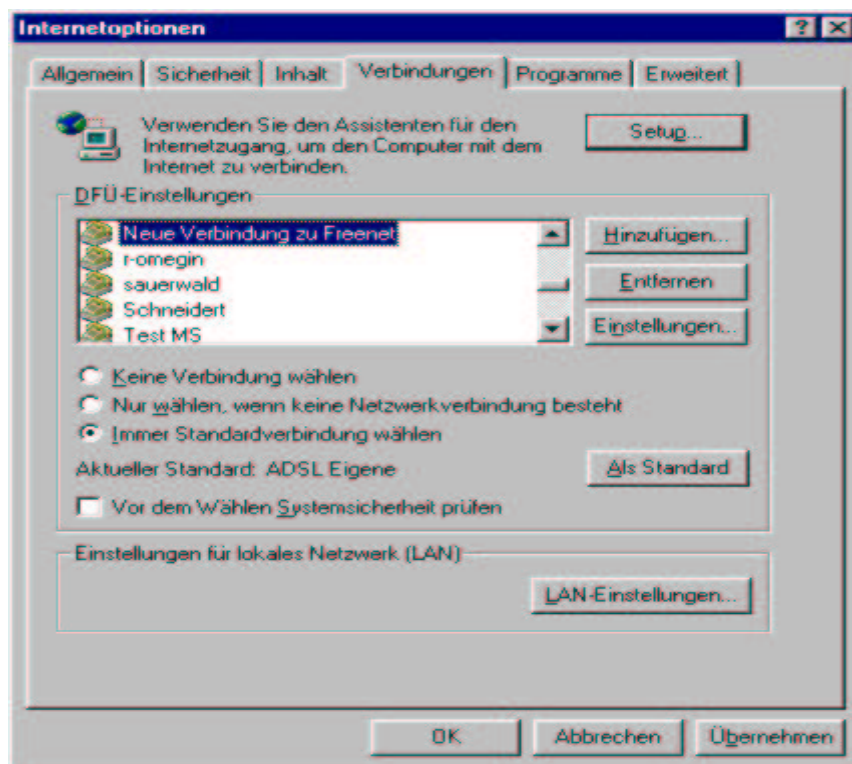 Internetoptionen
Allgemein Sicherheit Inhalt Verbindungen Programme Erweitert
Verwenden Sie den Assistenten für den
Internetzugang, um den Computer mit dem
Internet zu verbinden.
Setup...
DFÜ-Einstellungen
Neue Verbindung zu Freenet
r-omegin
sauerwald
Schneidert
Test MS
Hinzufügen...
Entfernen
Einstellungen...
Keine Verbindung wählen
Nur wählen, wenn keine Netzwerkverbindung besteht
Immer Standardverbindung wählen
Aktueller Standard: ADSL Eigene
Als Standard
Vor dem Wählen Systemsicherheit prüfen
Einstellungen für lokales Netzwerk (LAN)
LAN-Einstellungen...
OK Abbrechen Übernehmen